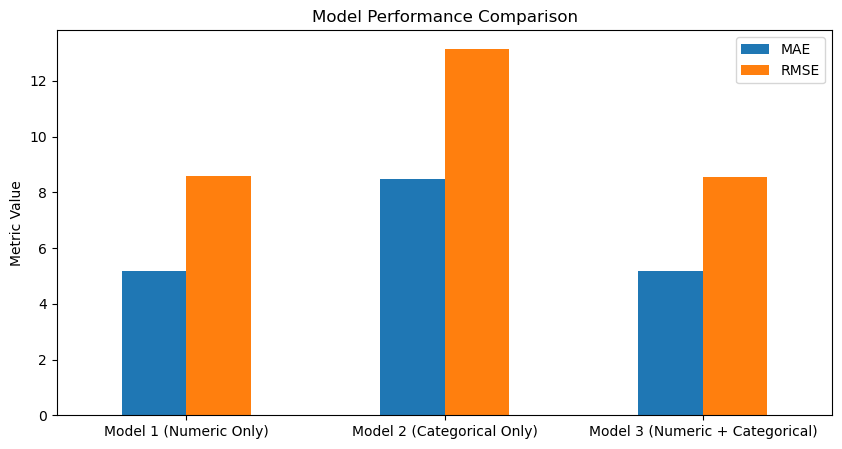 Model Performance Comparison
MAE
RMSE
Metric Value
12
10
8
6
4
2
0
Model 1 (Numeric Only)
Model 2 (Categorical Only)
Model 3 (Numeric + Categorical)